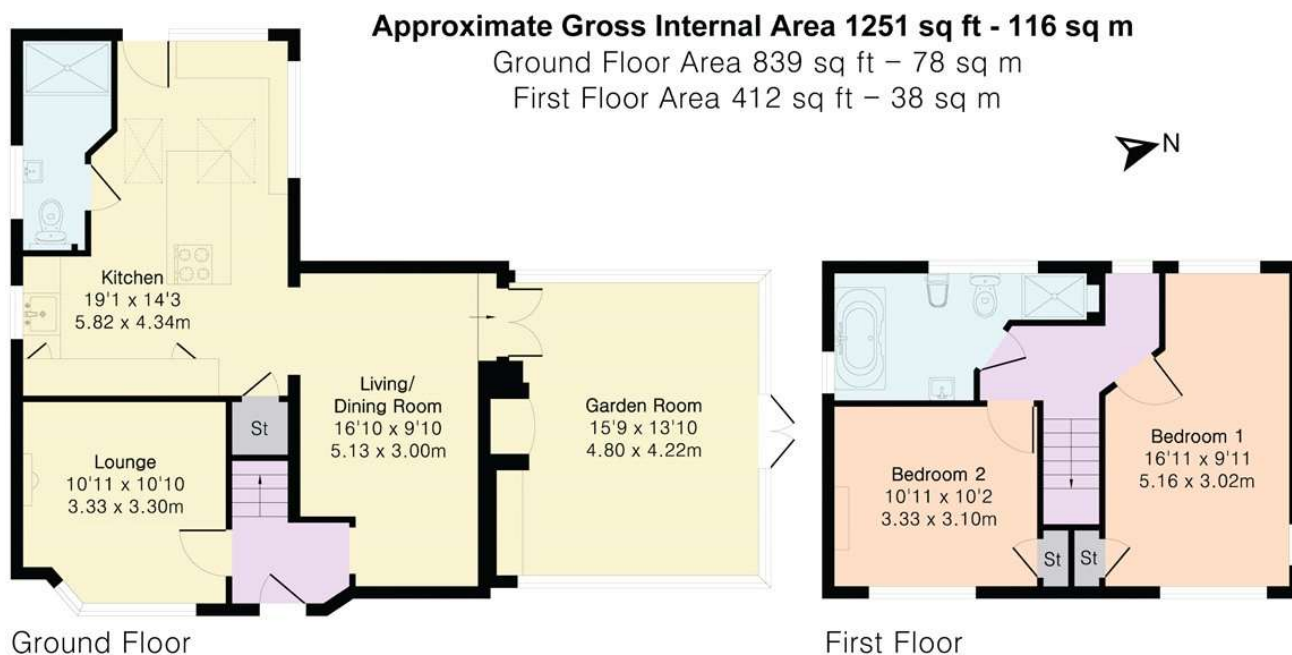 Approximate Gross Internal Area 1251 sq ft - 116 sq m
Ground Floor Area 839 sq ft – 78 sq m
First Floor Area 412 sq ft – 38 sq m
N
Kitchen
19'1 x 14'3
5.82 x 4.34m
Living/
Dining Room
16'10 x 9'10
5.13 x 3.00m
Garden Room
15'9 x 13'10
4.80 x 4.22m
St
Lounge
10'11 x 10'10
3.33 x 3.30m
Ground Floor
Bedroom 1
16'11 x 9'11
5.16 x 3.02m
Bedroom 2
10'11 x 10'2
3.33 x 3.10m
St
St
First Floor